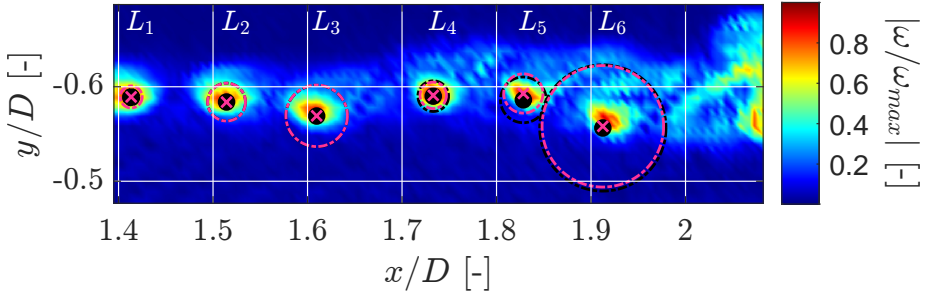 L₁ L₂ L₃ L₄ L₅ L₆
-0.6
-0.5
y/D [-]
1.4 1.5 1.6 1.7 1.8 1.9 2
x/D [-]
0.8
0.6
0.4
0.2
|ω/ω_max| [-]